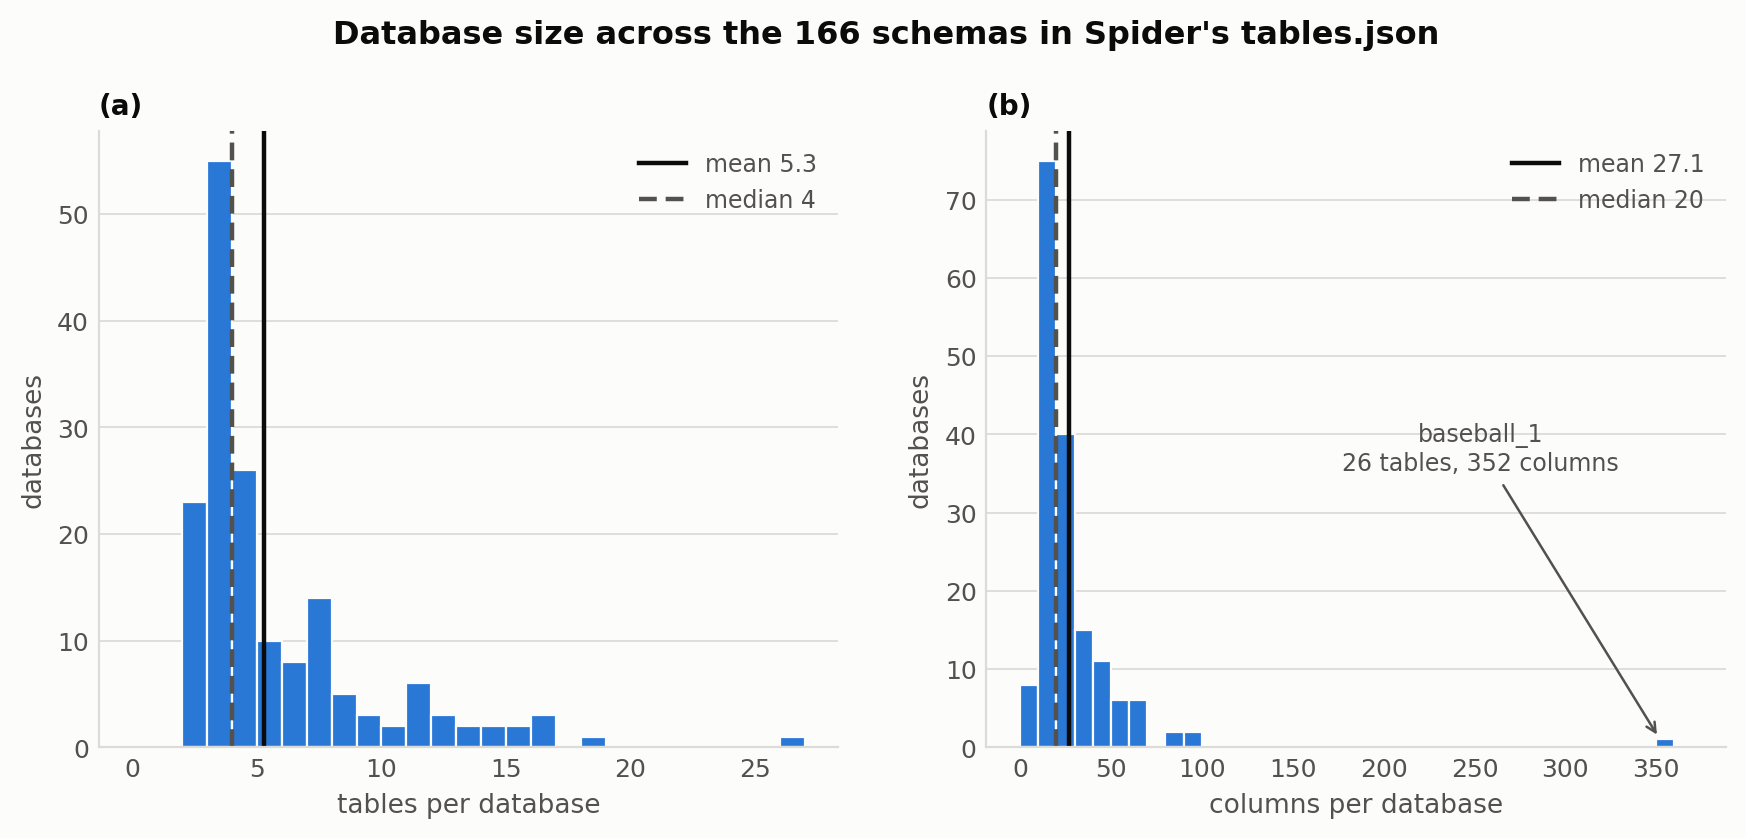 Database size across the 166 schemas in Spider's tables.json
(a)
mean 5.3
median 4
databases
50
40
30
20
10
0
0 5 10 15 20 25
tables per database
(b)
mean 27.1
median 20
baseball_1
26 tables, 352 columns
databases
70
60
50
40
30
20
10
0
0 50 100 150 200 250 300 350
columns per database